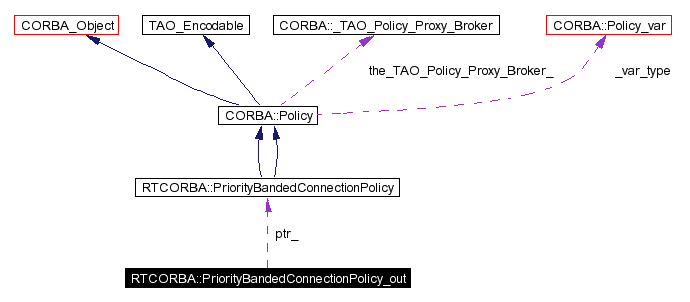 CORBA_Object
TAO_Encodable
CORBA::_TAO_Policy_Proxy_Broker
CORBA::Policy_var
the_TAO_Policy_Proxy_Broker_
_var_type
CORBA::Policy
RTCORBA::PriorityBandedConnectionPolicy
ptr_
RTCORBA::PriorityBandedConnectionPolicy_out